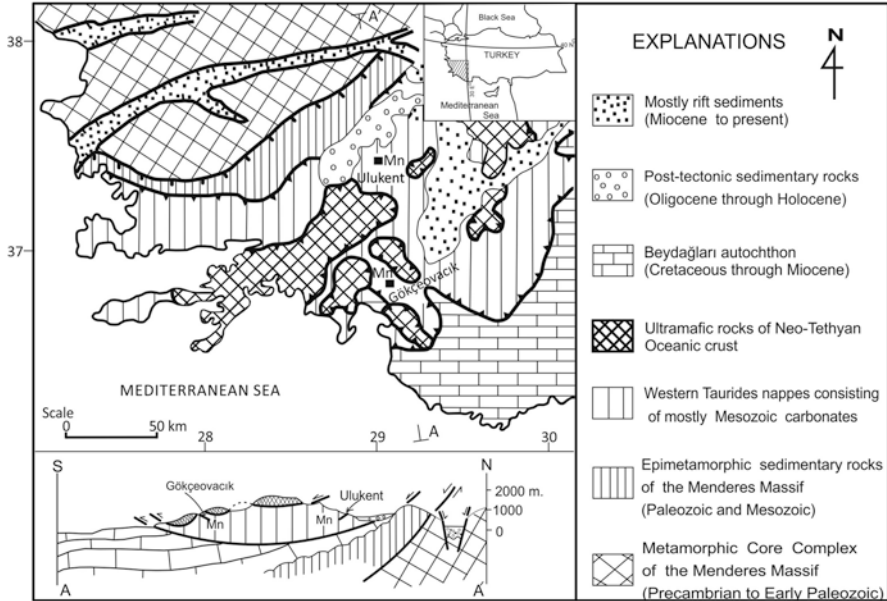 38
37
A'
Black Sea
40 N
TURKEY
Mediterranean
Sea
Mn
Ulukent
Mn
Gökçeovacık
MEDITERRANEAN SEA
Scale
0 50 km
28
29
30
A
S
N
Gökçeovacık
Ulukent
Mn
Mn
2000 m.
1000
0
A
A'
EXPLANATIONS
N
Mostly rift sediments
(Miocene to present)
Post-tectonic sedimentary rocks
(Oligocene through Holocene)
Beydağları autochthon
(Cretaceous through Miocene)
Ultramafic rocks of Neo-Tethyan
Oceanic crust
Western Taurides nappes consisting
of mostly Mesozoic carbonates
Epimetamorphic sedimentary rocks
of the Menderes Massif
(Paleozoic and Mesozoic)
Metamorphic Core Complex
of the Menderes Massif
(Precambrian to Early Paleozoic)